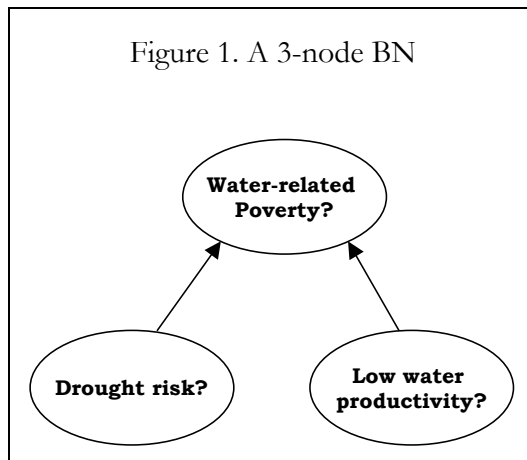 Figure 1. A 3-node BN
Water-related
Poverty?
Drought risk?
Low water
productivity?